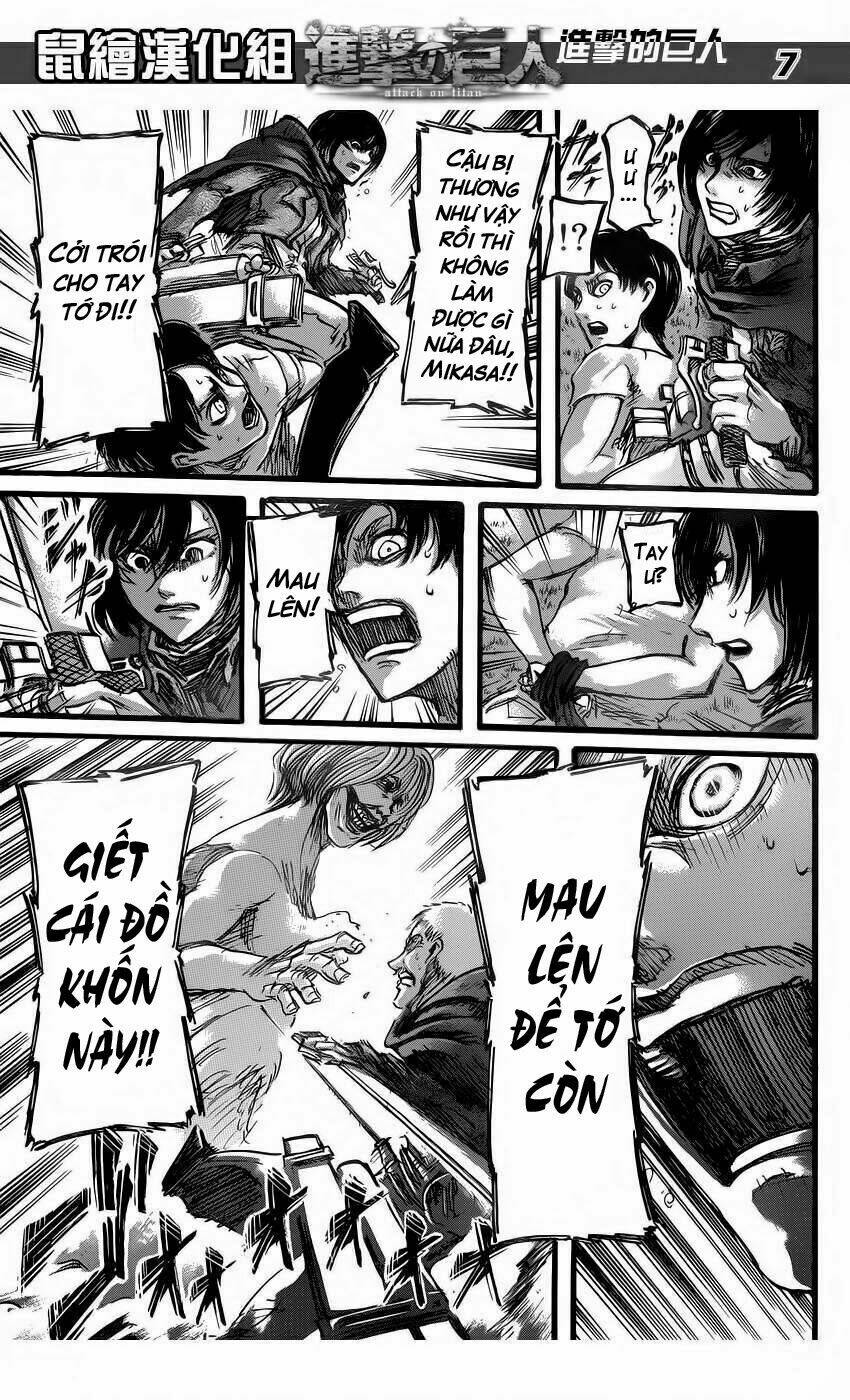 鼠繪漢化組
進撃の巨人
attack on titan
進擊的巨人
7
Ư
Ư...
!?
CẬU BỊ
THƯƠNG
NHƯ VẬY
RỒI THÌ
KHÔNG
LÀM
ĐƯỢC GÌ
NỮA ĐÂU,
MIKASA!!
CỞI TRÓI
CHO TAY
TỚ ĐI!!
TAY
Ư?
MAU
LÊN!
MAU
LÊN
ĐỂ TỚ
CÒN
GIẾT
CÁI ĐỒ
KHỐN
NÀY!!